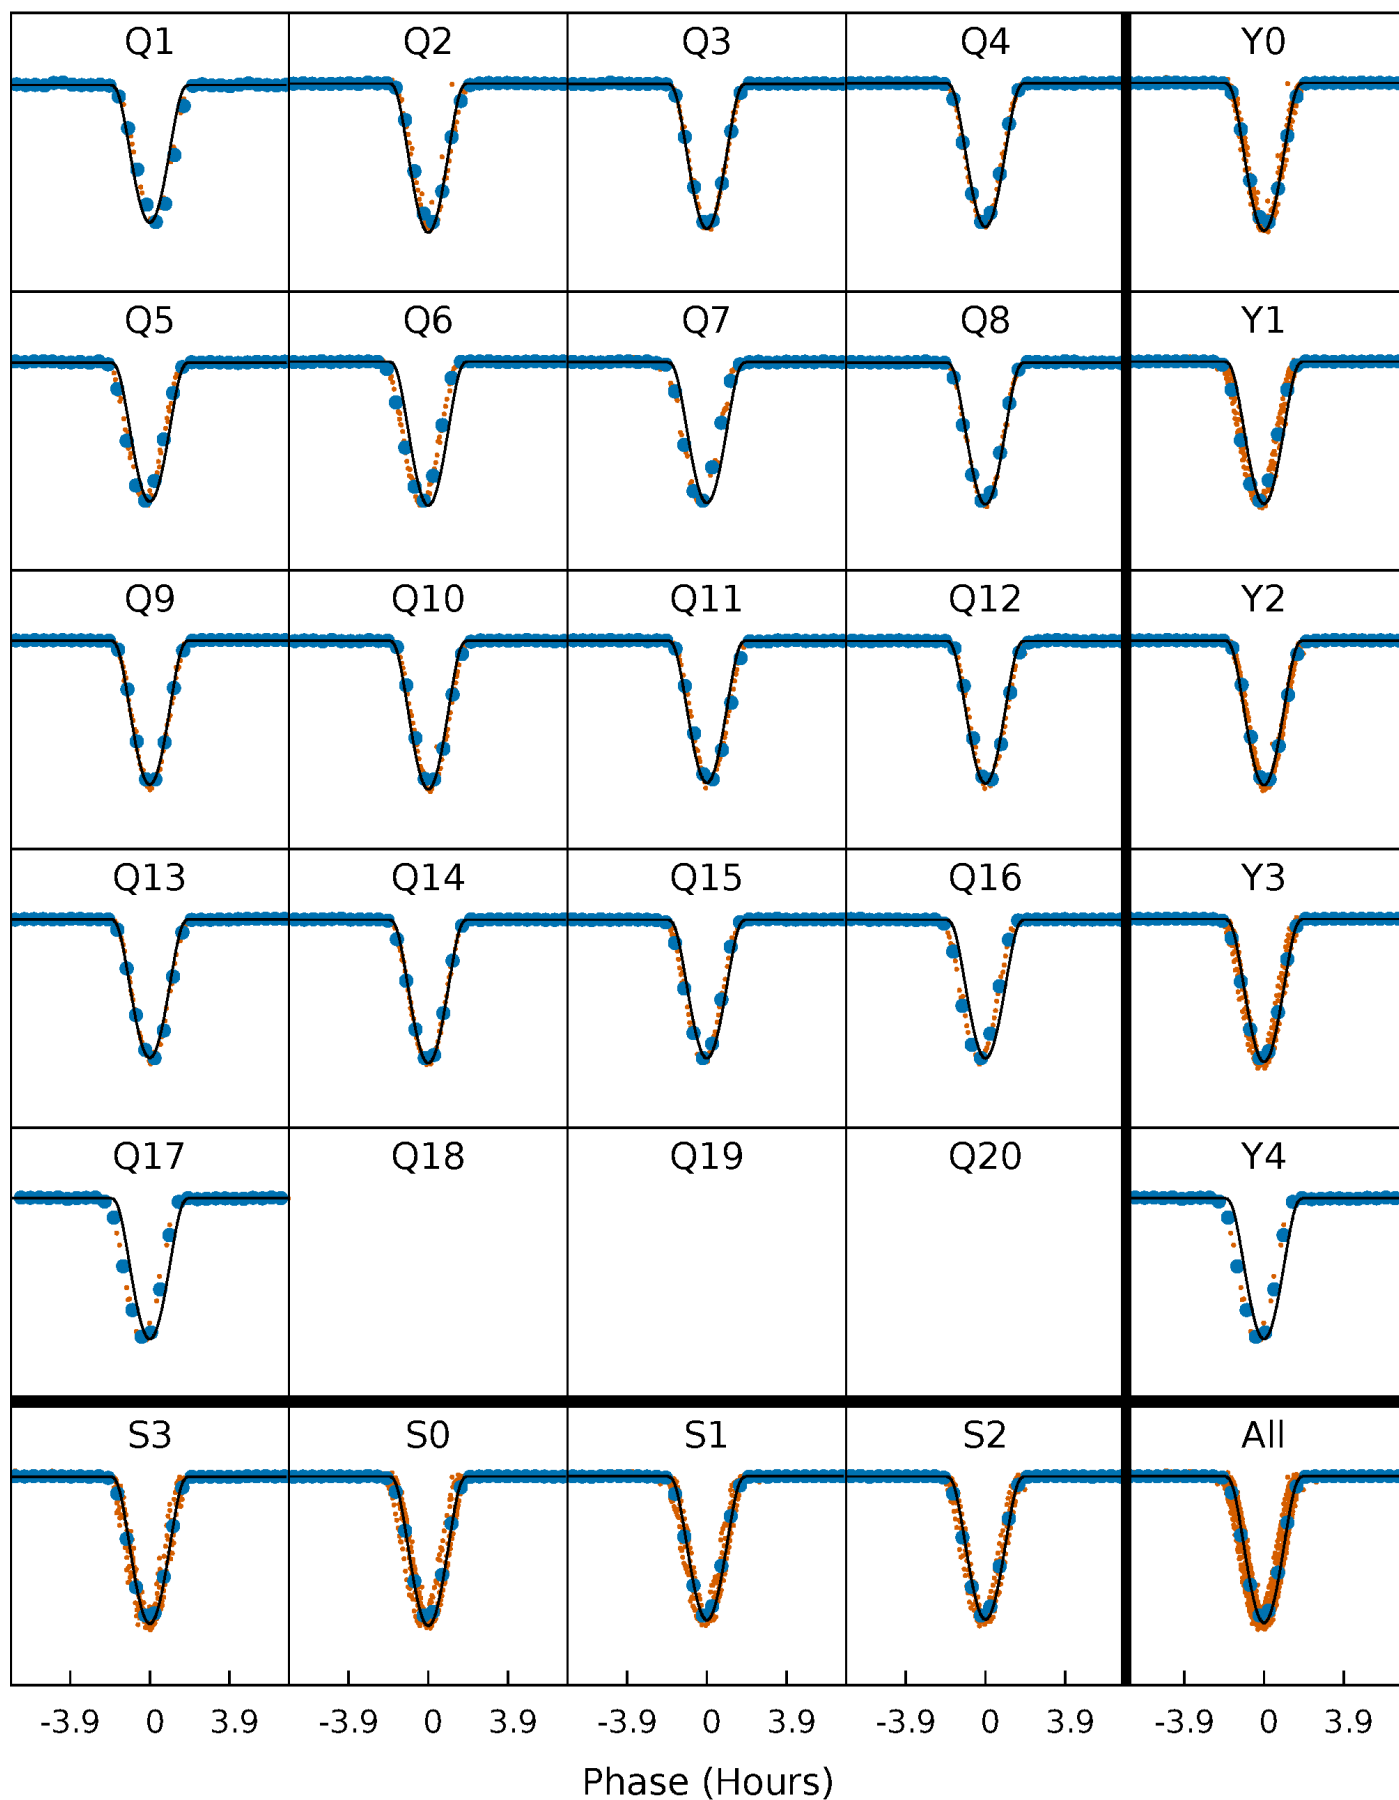 Q1 Q2 Q3 Q4 Y0
Q5 Q6 Q7 Q8 Y1
Q9 Q10 Q11 Q12 Y2
Q13 Q14 Q15 Q16 Y3
Q17 Q18 Q19 Q20 Y4
S3 S0 S1 S2 All
-3.9 0 3.9 -3.9 0 3.9 -3.9 0 3.9 -3.9 0 3.9 -3.9 0 3.9
Phase (Hours)